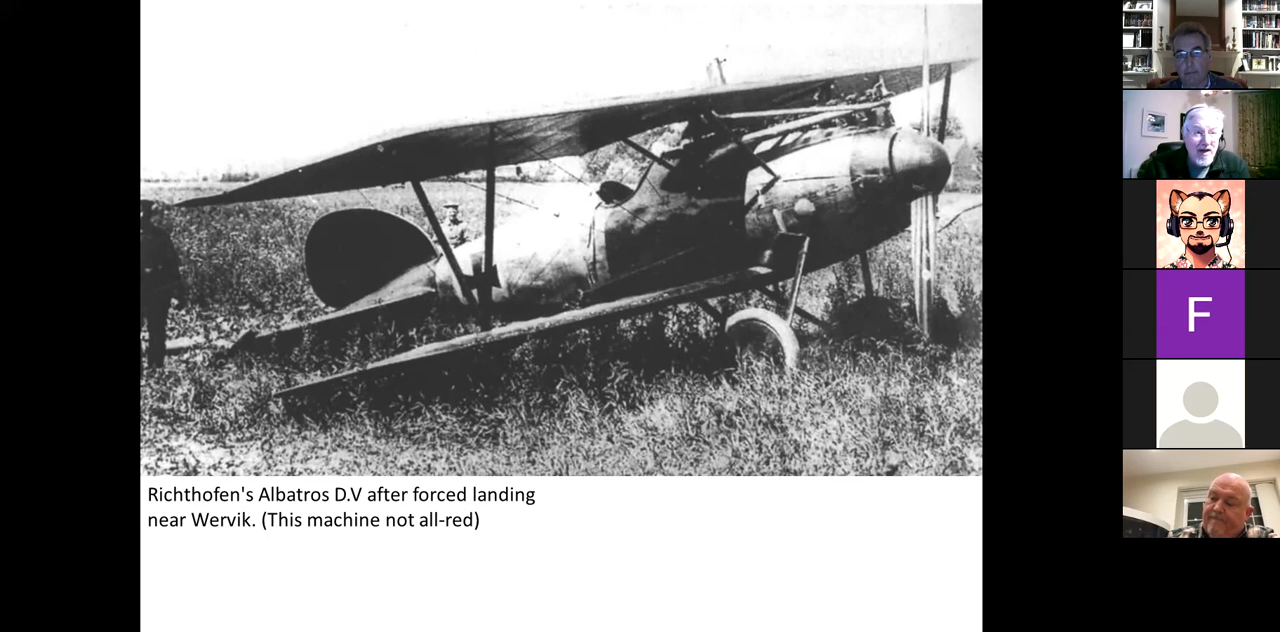 Richthofen's Albatros D.V after forced landing
near Wervik. (This machine not all-red)
F